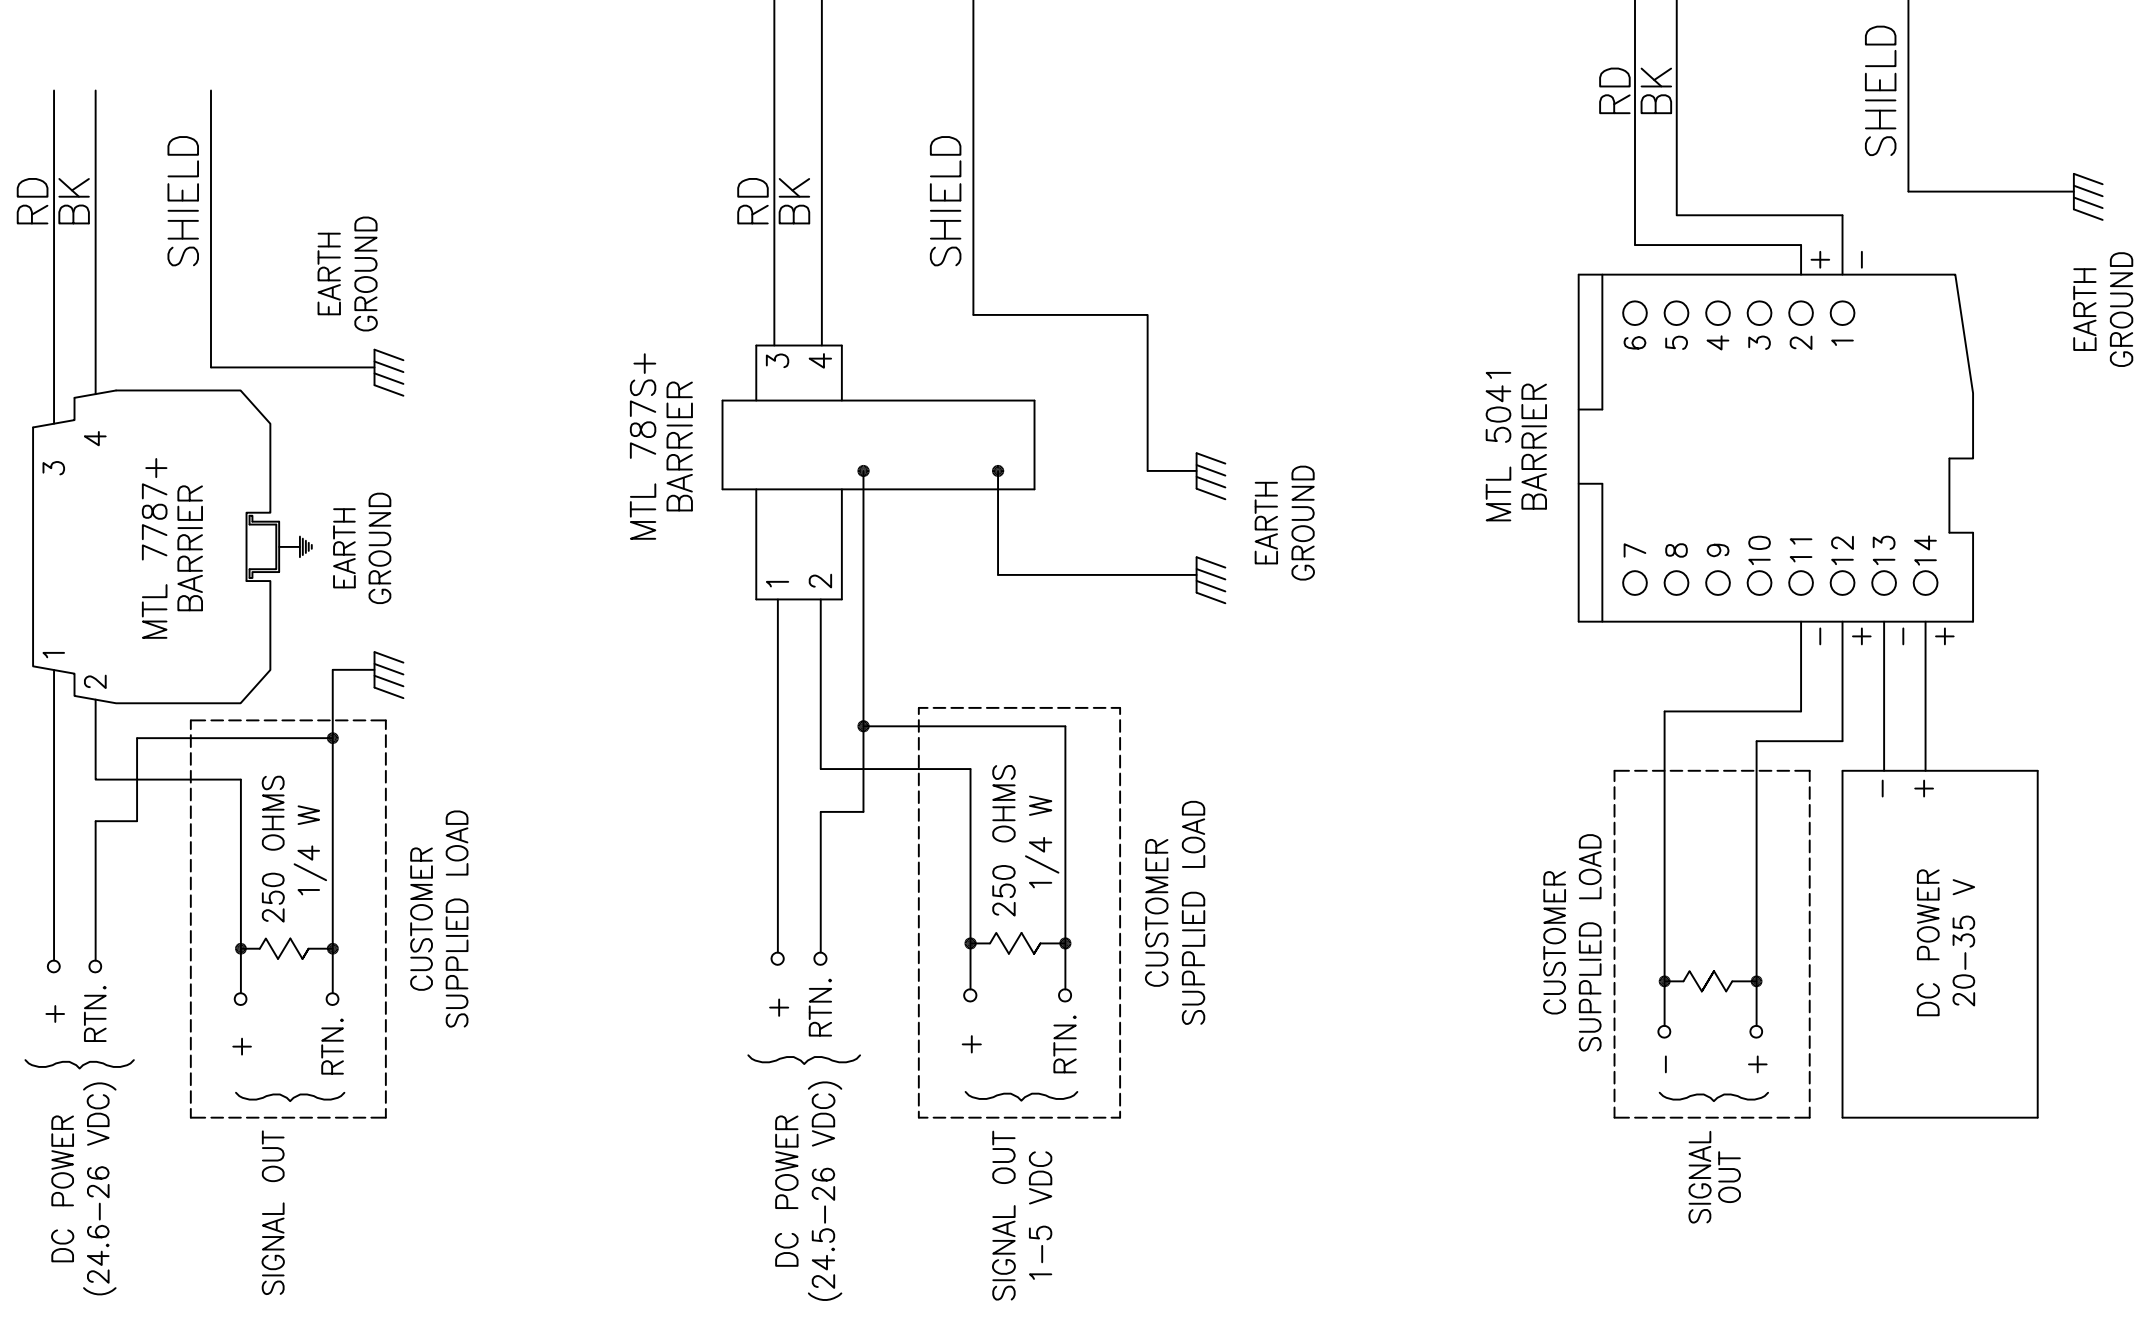 DC POWER
(24.6-26 VDC)
+
RTN.
SIGNAL OUT
+
RTN.
250 OHMS
1/4 W
CUSTOMER
SUPPLIED LOAD
1
2
MTL 7787+
BARRIER
3
4
RD
BK
SHIELD
EARTH
GROUND
EARTH
GROUND
DC POWER
(24.5-26 VDC)
+
RTN.
SIGNAL OUT
1-5 VDC
+
RTN.
250 OHMS
1/4 W
CUSTOMER
SUPPLIED LOAD
1
2
MTL 787S+
BARRIER
3
4
RD
BK
SHIELD
EARTH
GROUND
SIGNAL
OUT
-
+
CUSTOMER
SUPPLIED LOAD
DC POWER
20-35 V
-
+
-
+
-
+
MTL 5041
BARRIER
7
8
9
10
11
12
13
14
6
5
4
3
2
1
+
-
RD
BK
SHIELD
EARTH
GROUND